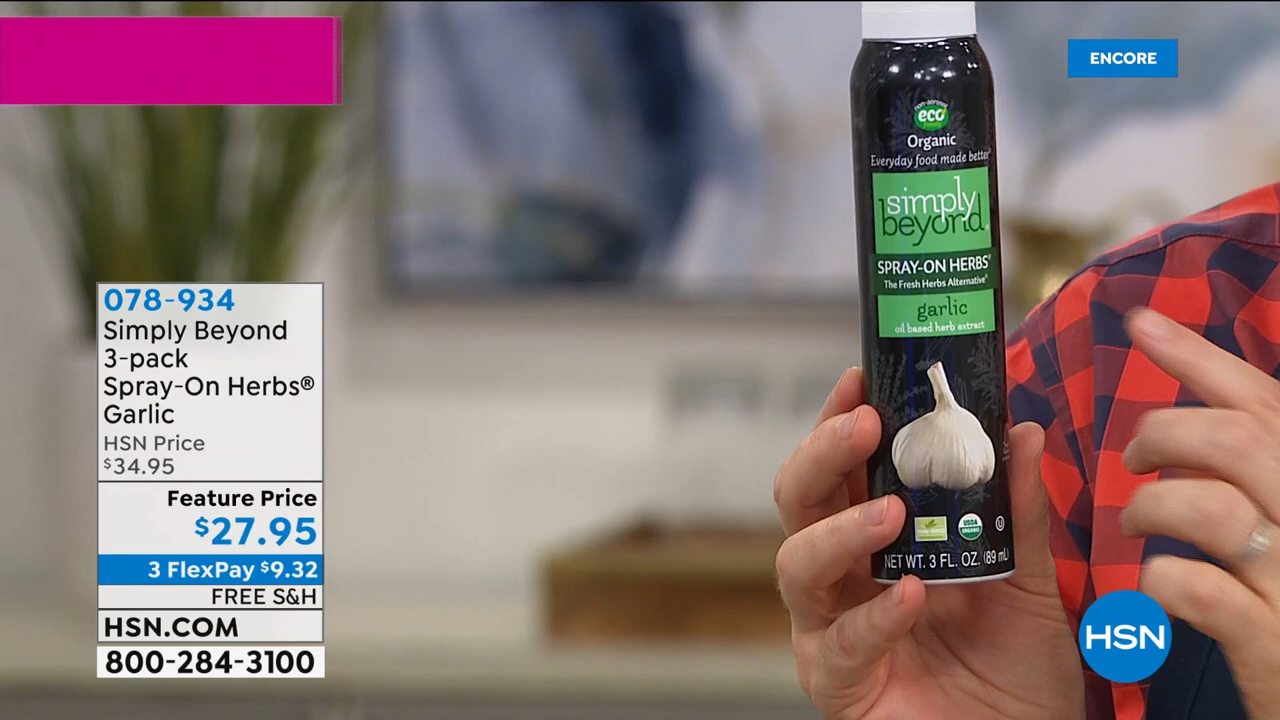 ENCORE
078-934
Simply Beyond
3-pack
Spray-On Herbs®
Garlic
HSN Price
$34.95
Feature Price
$27.95
3 FlexPay $9.32
FREE S&H
HSN.COM
800-284-3100
non-aerosol
eco
Organic
Everyday food made better
simply
beyond
SPRAY-ON HERBS®
The Fresh Herbs Alternative®
garlic
oil based herb extract
USDA
ORGANIC
U
NET WT. 3 FL. OZ. (89 mL)
HSN